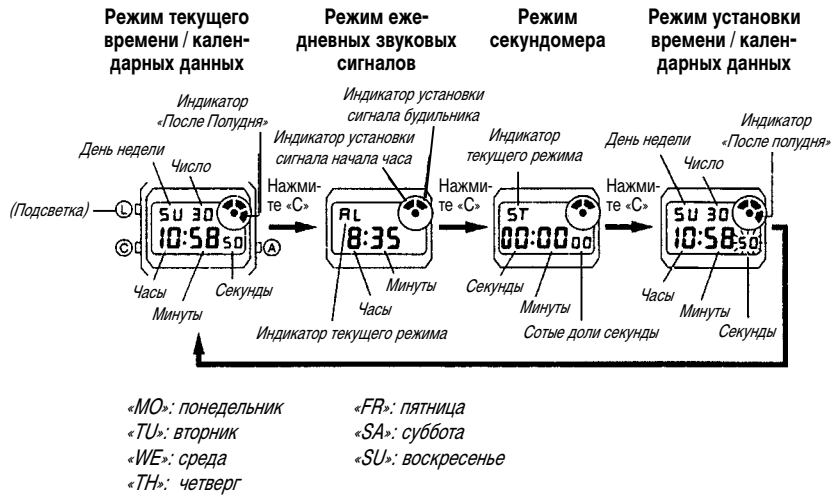 Режим текущего
времени / кален-
дарных данных
Режим еже-
дневных звуковых
сигналов
Режим
секундомера
Режим установки
времени / кален-
дарных данных
Индикатор
«После Полудня»
День недели
Число
(Подсветка)
L
C
A
SU 30
10:58 50
Часы
Минуты
Секунды
Нажми-
те «C»
Индикатор установки
сигнала будильника
Индикатор установки
сигнала начала часа
AL
8:35
Минуты
Часы
Индикатор текущего режима
Нажми-
те «C»
Индикатор
текущего режима
ST
00:00 00
Секунды
Минуты
Сотые доли секунды
Нажми-
те «C»
Индикатор
«После полудня»
День недели
Число
SU 30
10:58 50
Часы
Минуты
Секунды
«MO»: понедельник
«TU»: вторник
«WE»: среда
«TH»: четверг
«FR»: пятница
«SA»: суббота
«SU»: воскресенье